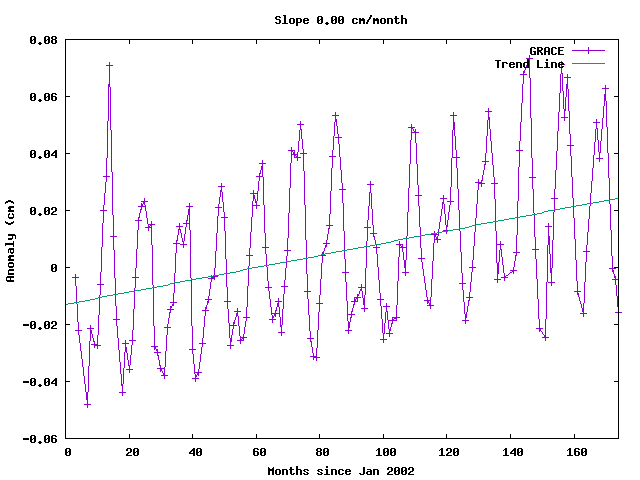 Slope 0.00 cm/month
GRACE
Trend Line
Anomaly (cm)
0.08
0.06
0.04
0.02
0
-0.02
-0.04
-0.06
0 20 40 60 80 100 120 140 160
Months since Jan 2002